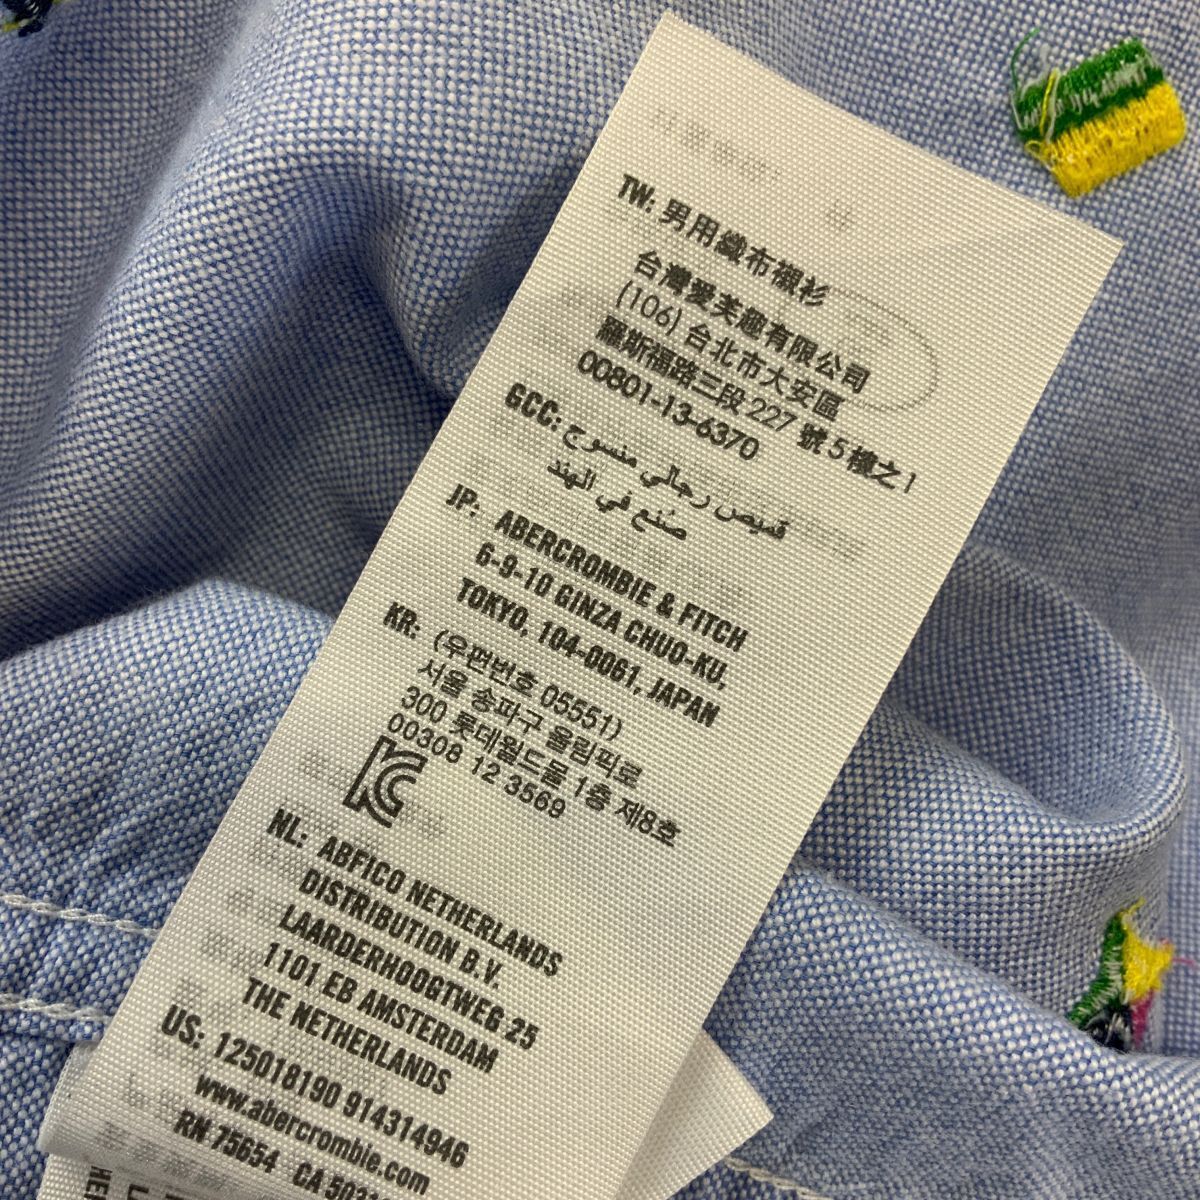 TW: 男用織布襯衫
台灣愛芙趣有限公司
(106) 台北市大安區
羅斯福路三段 227 號 5 樓之 1
00801-13-6370
GCC: قميص رجالي منسوج
صُنع في الهند
JP: ABERCROMBIE & FITCH
6-9-10 GINZA CHUO-KU,
TOKYO, 104-0061, JAPAN
KR: (우편번호 05551)
서울 송파구 올림픽로
300 롯데월드몰 1층 제8호
00308 12 3569
NL: ABFICO NETHERLANDS
DISTRIBUTION B.V.
LAARDERHOOGTWEG 25
1101 EB AMSTERDAM
THE NETHERLANDS
US: 125018190 914314946
www.abercrombie.com
RN 75654 CA